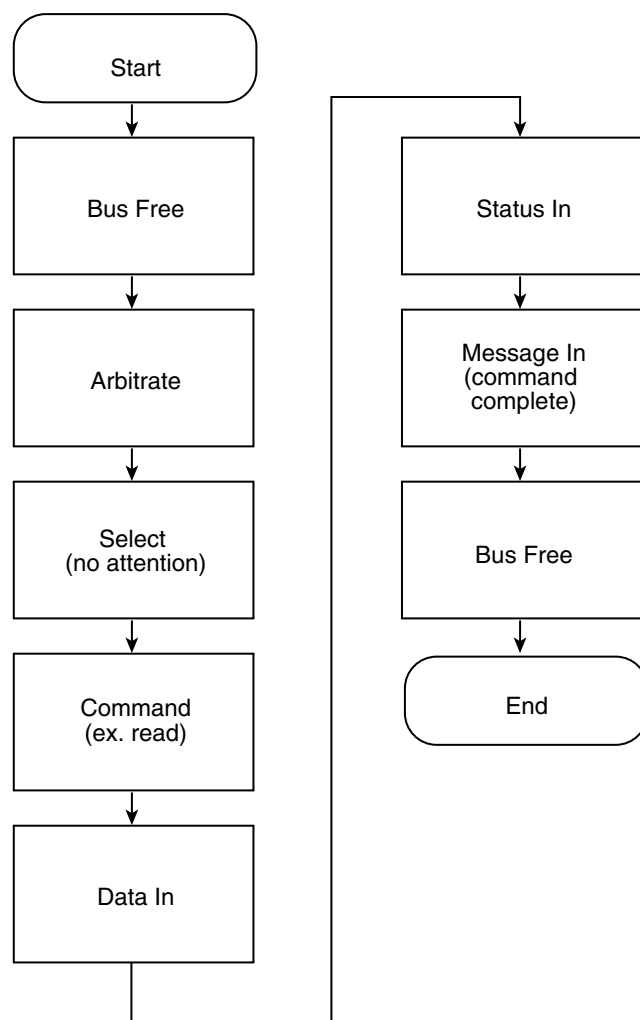 Start
Bus Free
Arbitrate
Select
(no attention)
Command
(ex. read)
Data In
Status In
Message In
(command
complete)
Bus Free
End